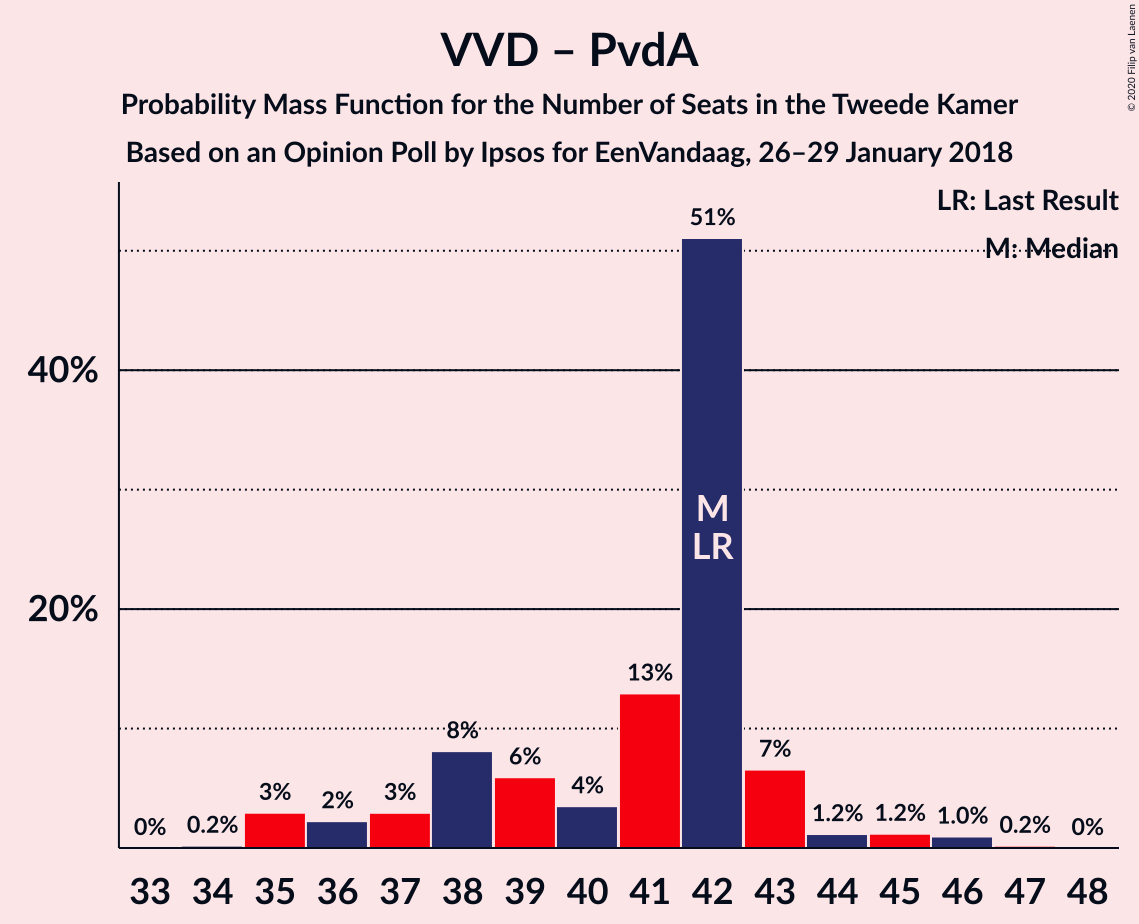 VVD – PvdA
Probability Mass Function for the Number of Seats in the Tweede Kamer
Based on an Opinion Poll by Ipsos for EenVandaag, 26–29 January 2018
© 2020 Filip van Laenen
LR: Last Result
M: Median
40%
20%
0%
0.2%
3%
2%
3%
8%
6%
4%
13%
51%
7%
1.2%
1.2%
1.0%
0.2%
0%
M
LR
33 34 35 36 37 38 39 40 41 42 43 44 45 46 47 48